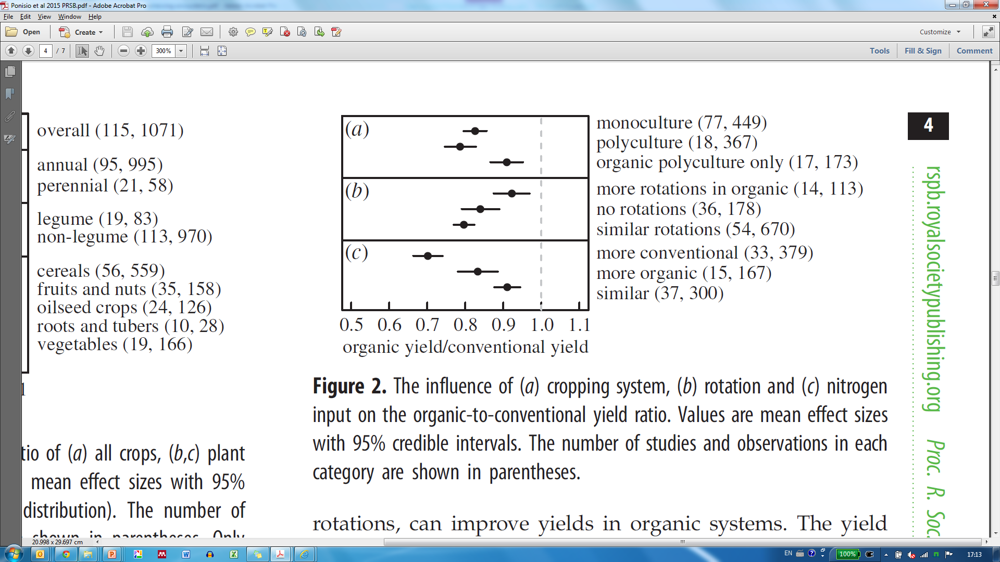 Ponisio et al 2015 PRSB.pdf - Adobe Acrobat Pro
File Edit View Window Help
Open Create Customize
4 / 7 300% Tools Fill & Sign Comment
overall (115, 1071)
annual (95, 995)
perennial (21, 58)
legume (19, 83)
non-legume (113, 970)
cereals (56, 559)
fruits and nuts (35, 158)
oilseed crops (24, 126)
roots and tubers (10, 28)
vegetables (19, 166)
1
tio of (a) all crops, (b,c) plant
mean effect sizes with 95%
distribution). The number of
shown in parentheses. Only
(a)
monoculture (77, 449)
polyculture (18, 367)
organic polyculture only (17, 173)
(b)
more rotations in organic (14, 113)
no rotations (36, 178)
similar rotations (54, 670)
(c)
more conventional (33, 379)
more organic (15, 167)
similar (37, 300)
0.5 0.6 0.7 0.8 0.9 1.0 1.1
organic yield/conventional yield
Figure 2. The influence of (a) cropping system, (b) rotation and (c) nitrogen
input on the organic-to-conventional yield ratio. Values are mean effect sizes
with 95% credible intervals. The number of studies and observations in each
category are shown in parentheses.
rotations, can improve yields in organic systems. The yield
4
rspb.royalsocietypublishing.org Proc. R. Soc.
20.998 x 29.697 cm
EN 100% 17:13